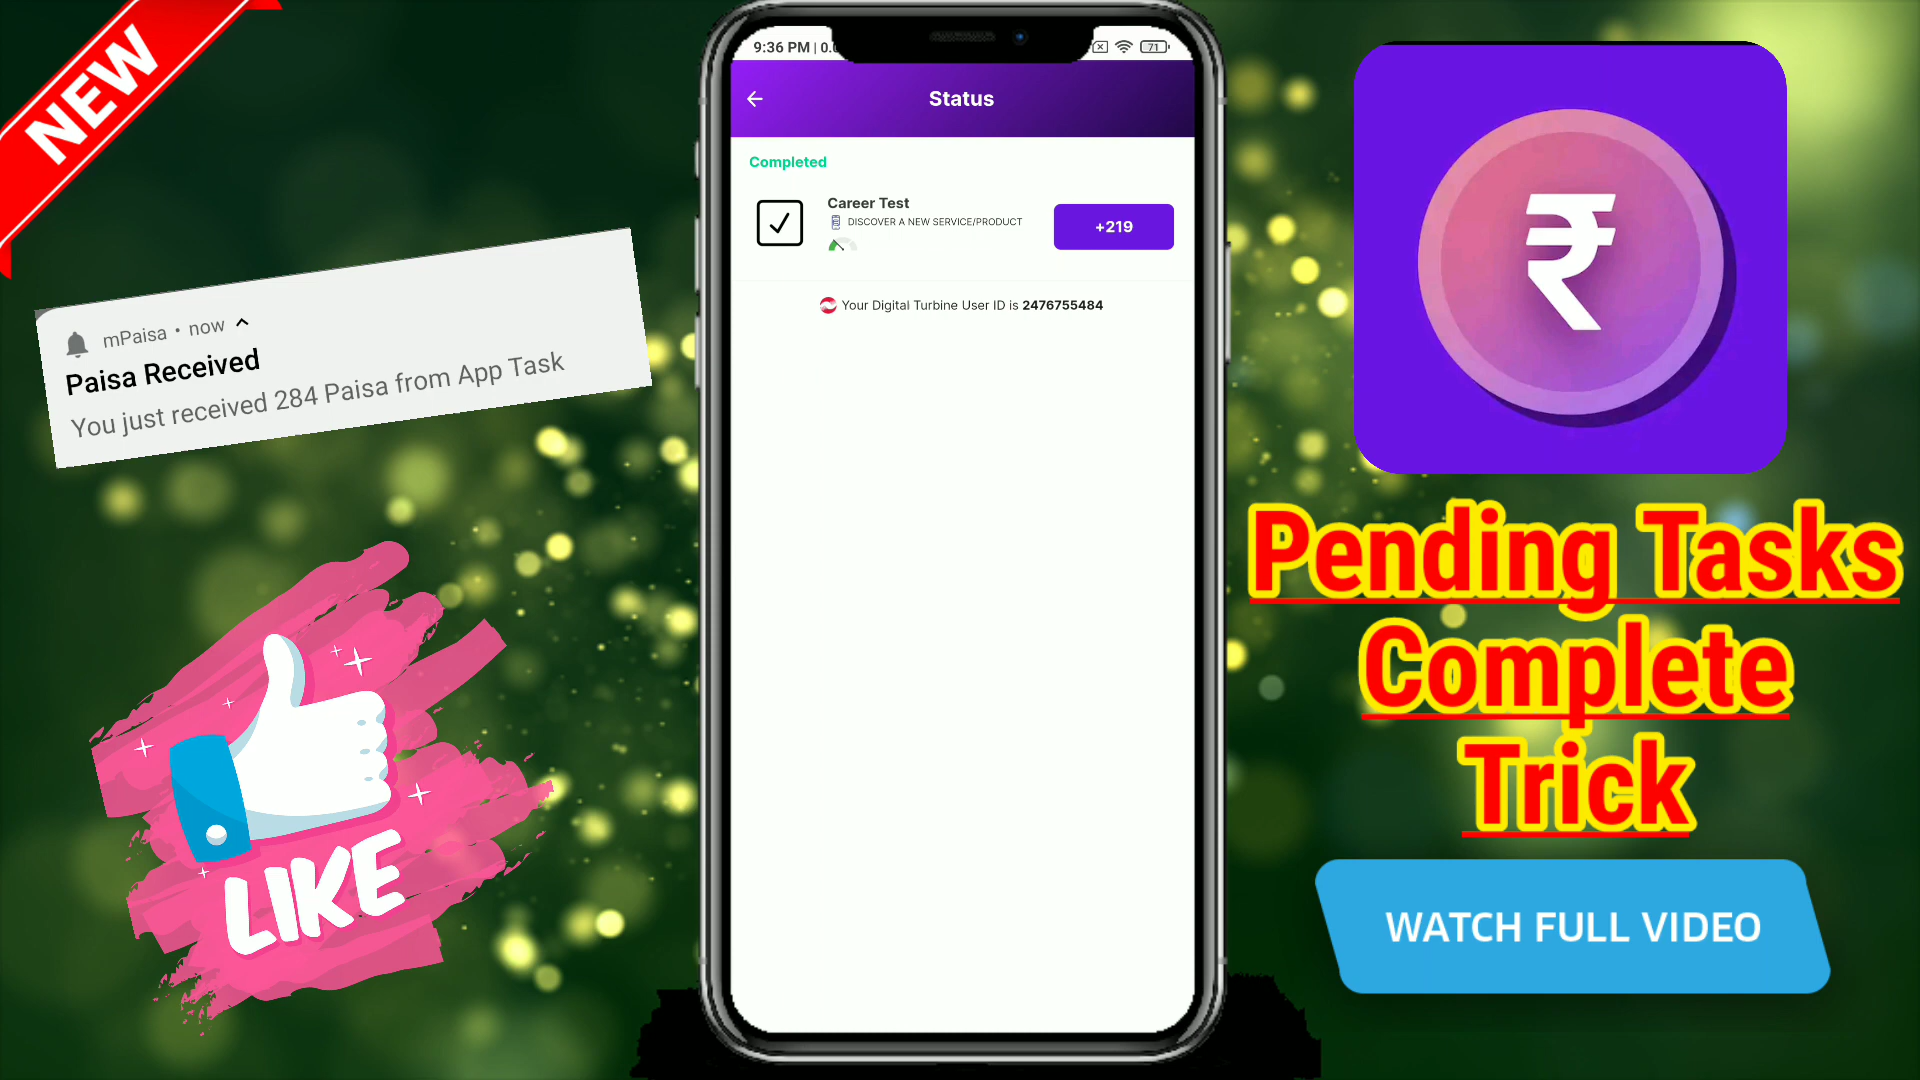 NEW
mPaisa • now
Paisa Received
You just received 284 Paisa from App Task
LIKE
9:36 PM | 0.
71
Status
Completed
Career Test
DISCOVER A NEW SERVICE/PRODUCT
+219
Your Digital Turbine User ID is 2476755484
₹
Pending Tasks
Complete
Trick
WATCH FULL VIDEO